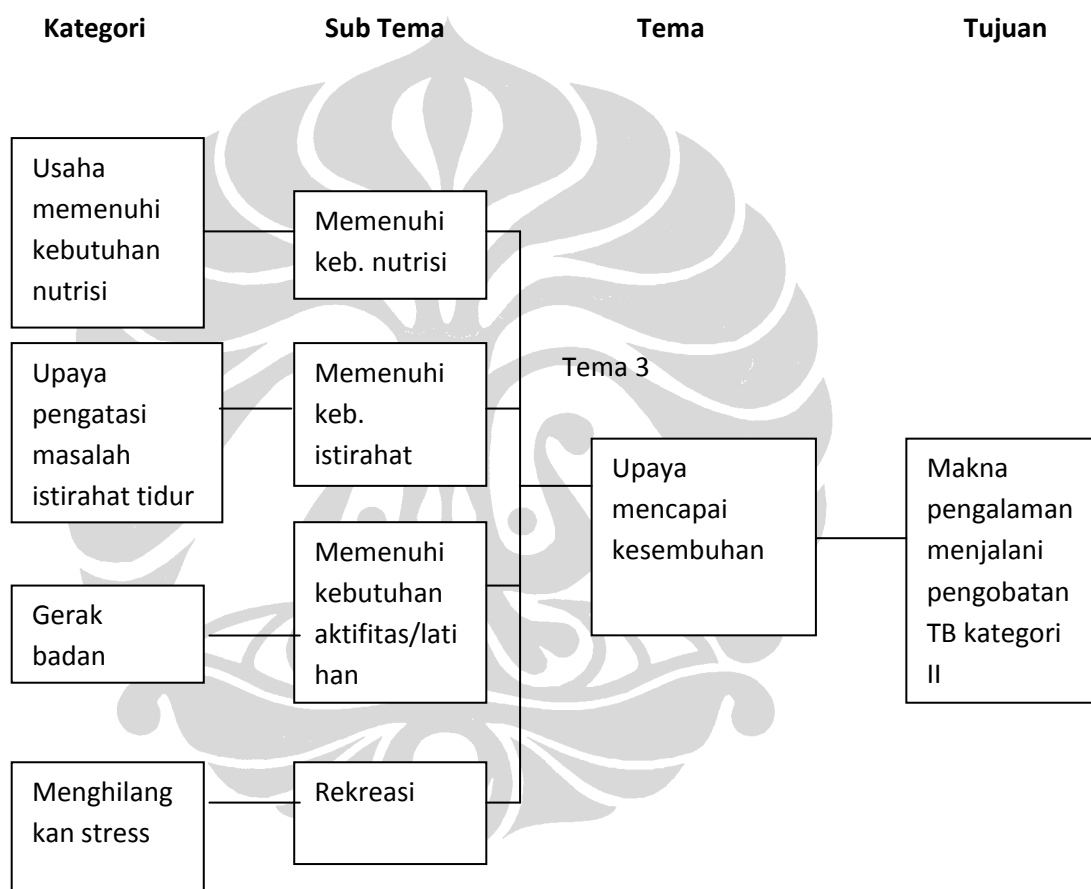 Kategori Sub Tema Tema Tujuan
Usaha
memenuhi
kebutuhan
nutrisi
Memenuhi
keb. nutrisi
Upaya
pengatasi
masalah
istirahat tidur
Memenuhi
keb.
istirahat
Tema 3
Upaya
mencapai
kesembuhan
Makna
pengalaman
menjalani
pengobatan
TB kategori
II
Gerak
badan
Memenuhi
kebutuhan
aktifitas/lati
han
Menghilang
kan stress
Rekreasi